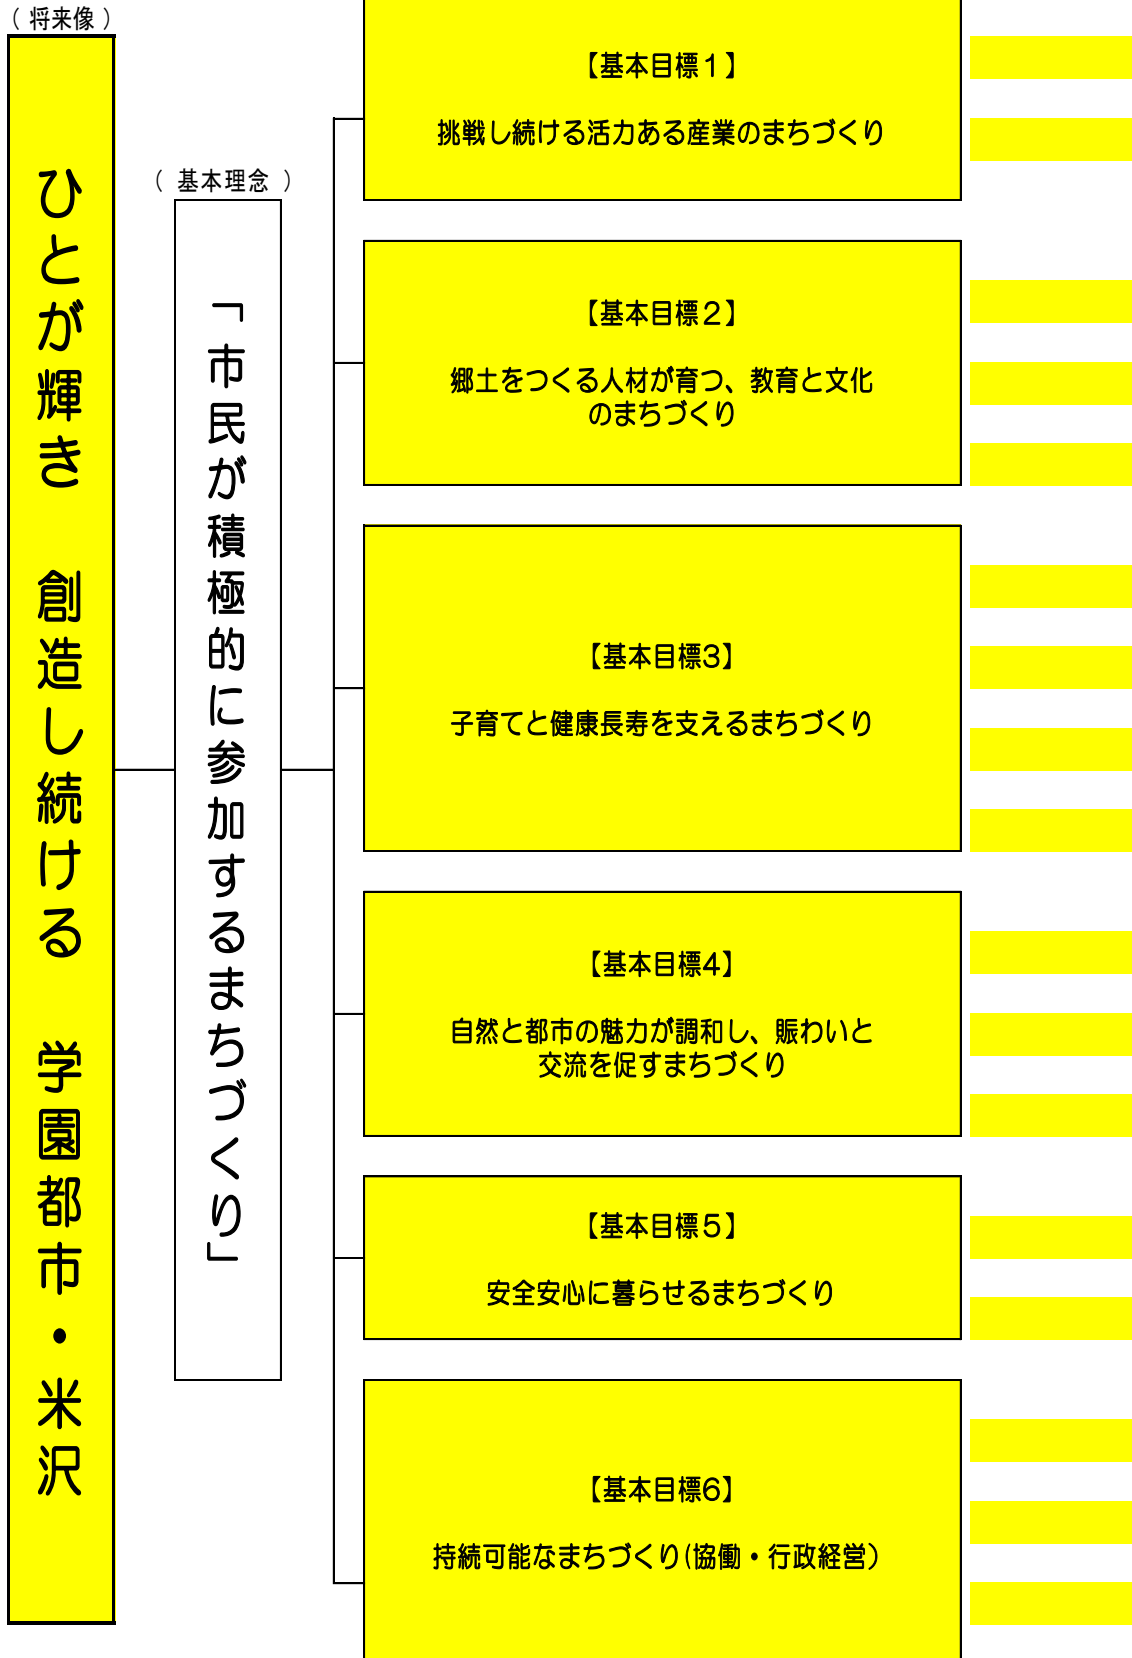 （ 将来像 ）
ひとが輝き　創造し続ける　学園都市・米沢
（ 基本理念 ）
「市民が積極的に参加するまちづくり」
【基本目標１】
挑戦し続ける活力ある産業のまちづくり
【基本目標２】
郷土をつくる人材が育つ、教育と文化
のまちづくり
【基本目標3】
子育てと健康長寿を支えるまちづくり
【基本目標4】
自然と都市の魅力が調和し、賑わいと
交流を促すまちづくり
【基本目標５】
安全安心に暮らせるまちづくり
【基本目標6】
持続可能なまちづくり(協働・行政経営）